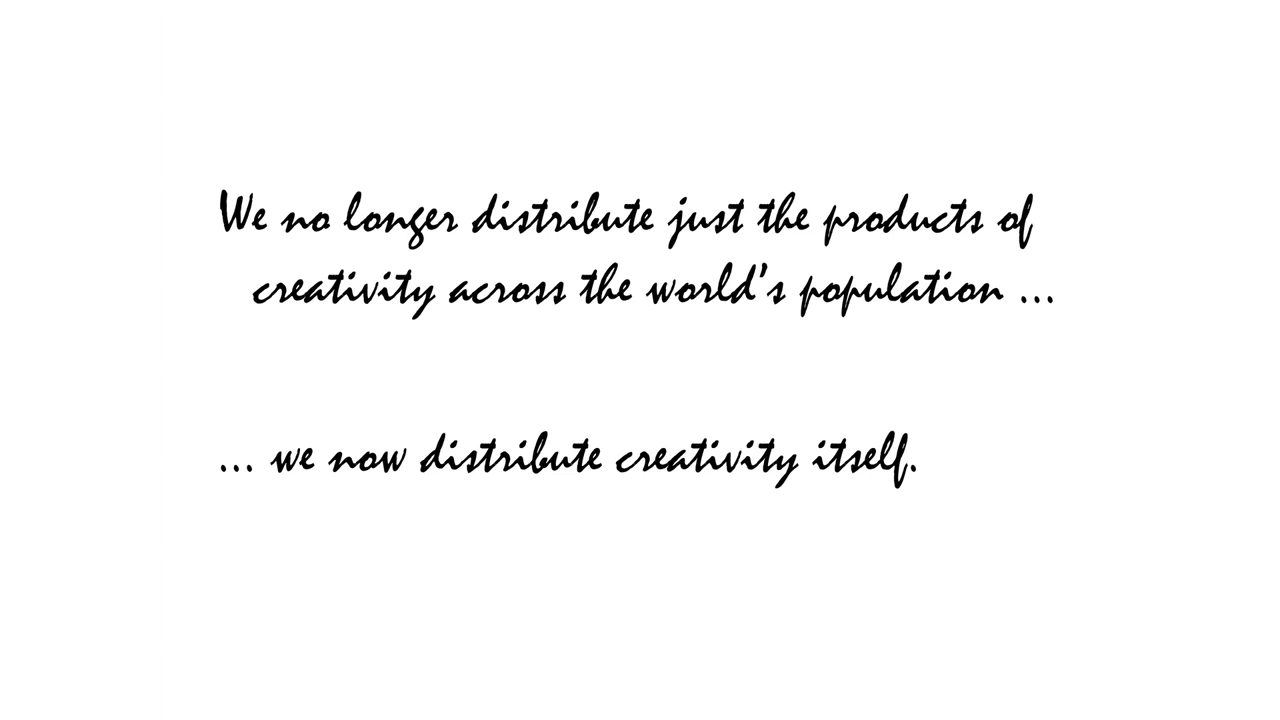 We no longer distribute just the products of
creativity across the world's population ...
... we now distribute creativity itself.